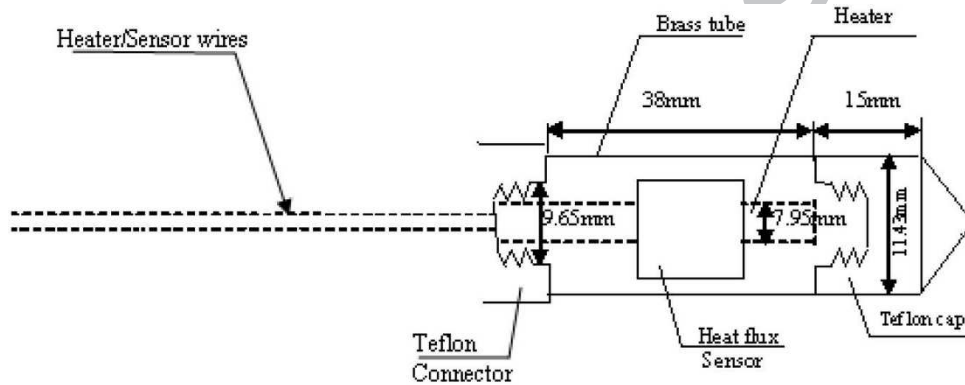 Brass tube
Heater
Heater/Sensor wires
38mm
15mm
9.65mm
7.95mm
11.43mm
Teflon
Connector
Heat flux
Sensor
Teflon cap